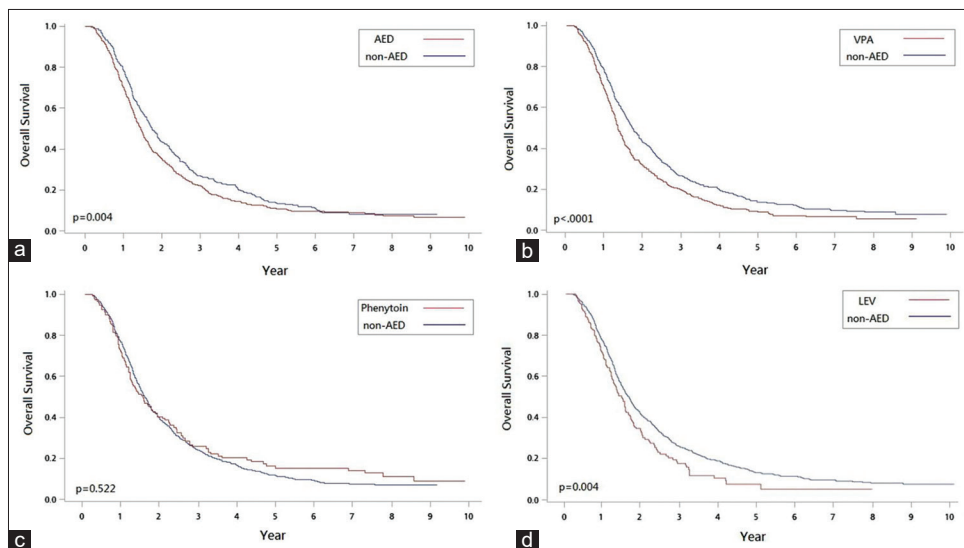 1.0
0.8
0.6
0.4
0.2
0.0
Overall Survival
AED
non-AED
p=0.004
0 1 2 3 4 5 6 7 8 9 10
Year
a
1.0
0.8
0.6
0.4
0.2
0.0
Overall Survival
VPA
non-AED
p<.0001
0 1 2 3 4 5 6 7 8 9 10
Year
b
1.0
0.8
0.6
0.4
0.2
0.0
Overall Survival
Phenytoin
non-AED
p=0.522
0 1 2 3 4 5 6 7 8 9 10
Year
c
1.0
0.8
0.6
0.4
0.2
0.0
Overall Survival
LEV
non-AED
p=0.004
0 1 2 3 4 5 6 7 8 9 10
Year
d